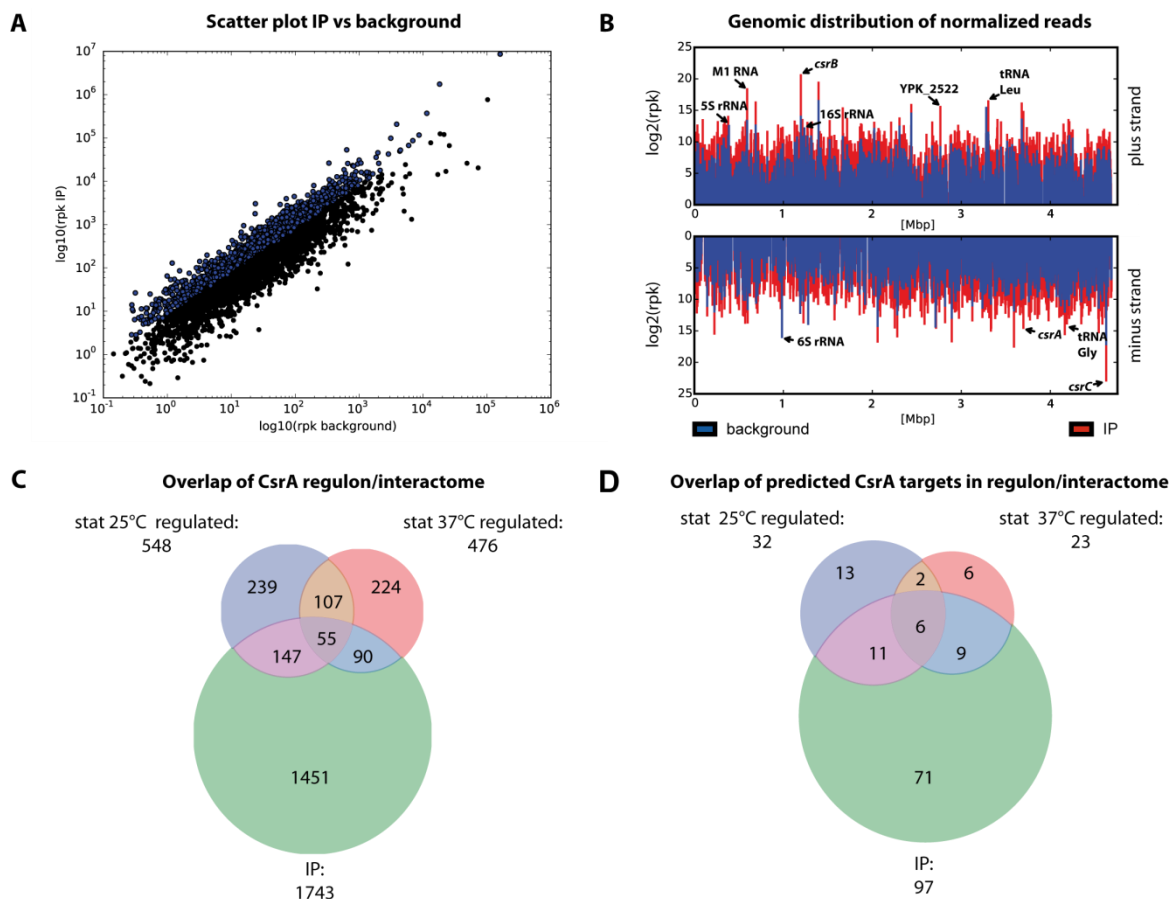 A
Scatter plot IP vs background
10^7
10^6
10^5
10^4
10^3
10^2
10^1
10^0
10^-1
log10(rpk IP)
10^-1 10^0 10^1 10^2 10^3 10^4 10^5 10^6
log10(rpk background)
B
Genomic distribution of normalized reads
25
20
15
10
5
0
log2(rpk)
M1 RNA
csrB
5S rRNA
16S rRNA
YPK_2522
tRNA
Leu
plus strand
0 1 2 3 4
[Mbp]
0
5
10
15
20
25
log2(rpk)
6S rRNA
csrA
tRNA
Gly
csrC
minus strand
0 1 2 3 4
[Mbp]
background
IP
C
Overlap of CsrA regulon/interactome
stat 25°C regulated:
548
stat 37°C regulated:
476
239
107
224
55
147
90
1451
IP:
1743
D
Overlap of predicted CsrA targets in regulon/interactome
stat 25°C regulated:
32
stat 37°C regulated:
23
13
2
6
6
11
9
71
IP:
97